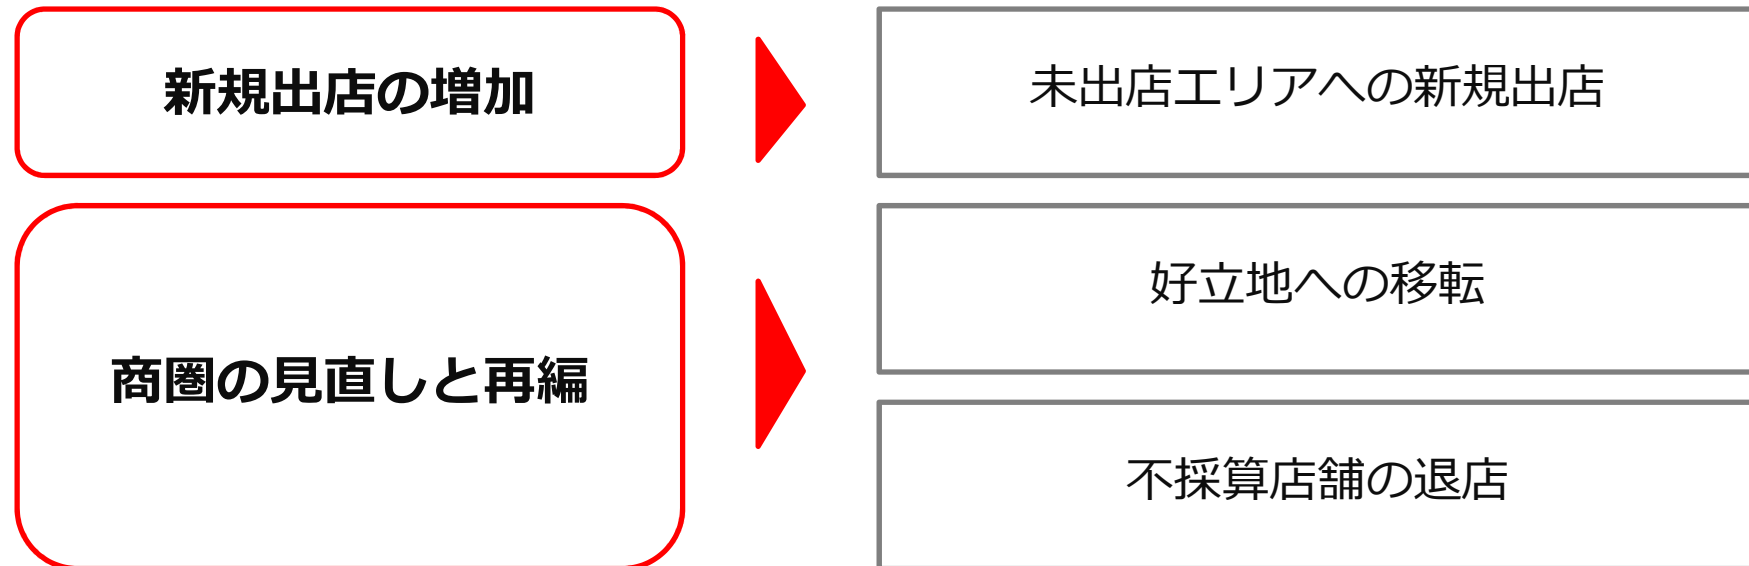 新規出店の増加
未出店エリアへの新規出店
商圏の見直しと再編
好立地への移転
不採算店舗の退店